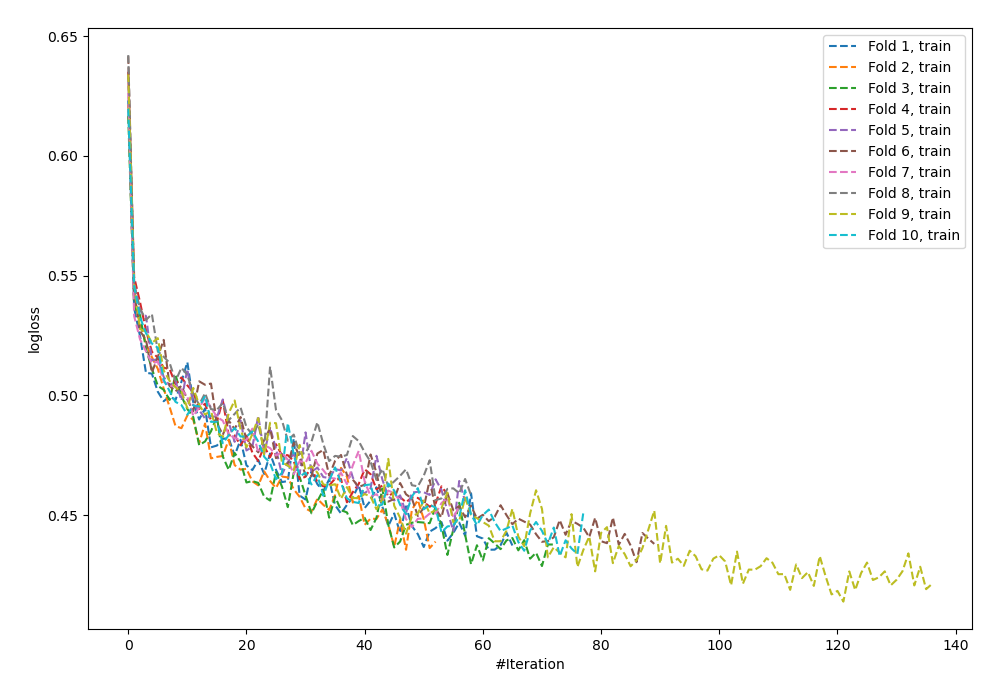 0.65
0.60
0.55
0.50
0.45
logloss
0
20
40
60
80
100
120
140
#Iteration
Fold 1, train
Fold 2, train
Fold 3, train
Fold 4, train
Fold 5, train
Fold 6, train
Fold 7, train
Fold 8, train
Fold 9, train
Fold 10, train